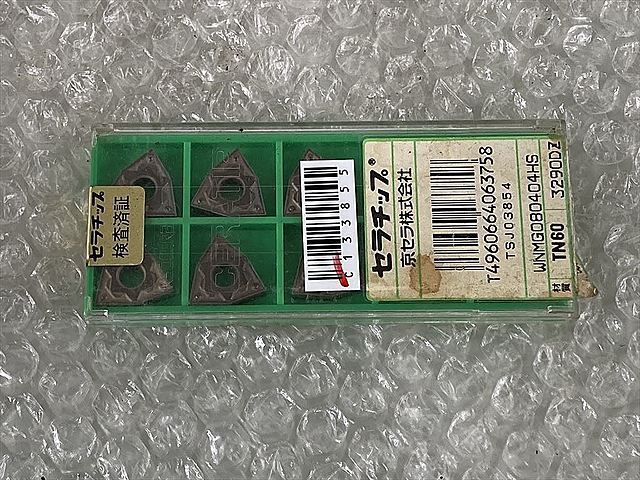 セラチップ
検査済証
C133855
セラチップ®
京セラ株式会社
T4960664063758
TSJ03854
WNMG080404HS
TN60 3290DZ
材質